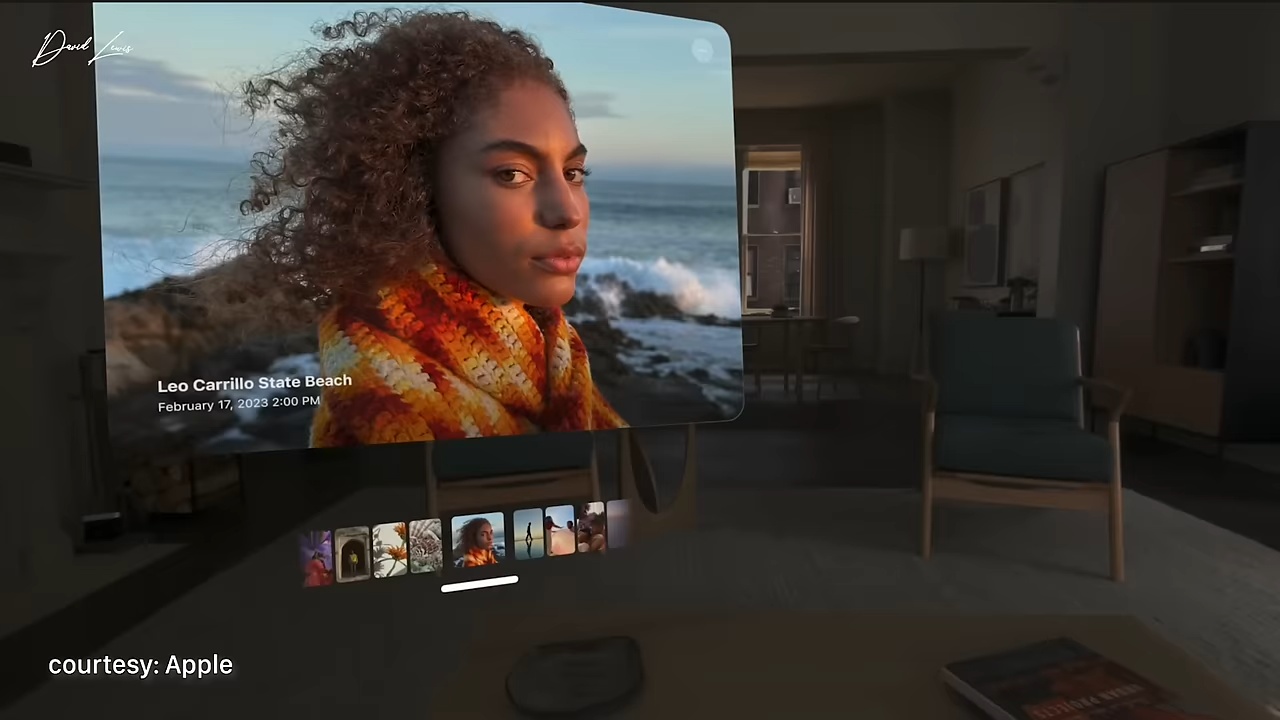 David Lewis
Leo Carrillo State Beach
February 17, 2023 2:00 PM
courtesy: Apple